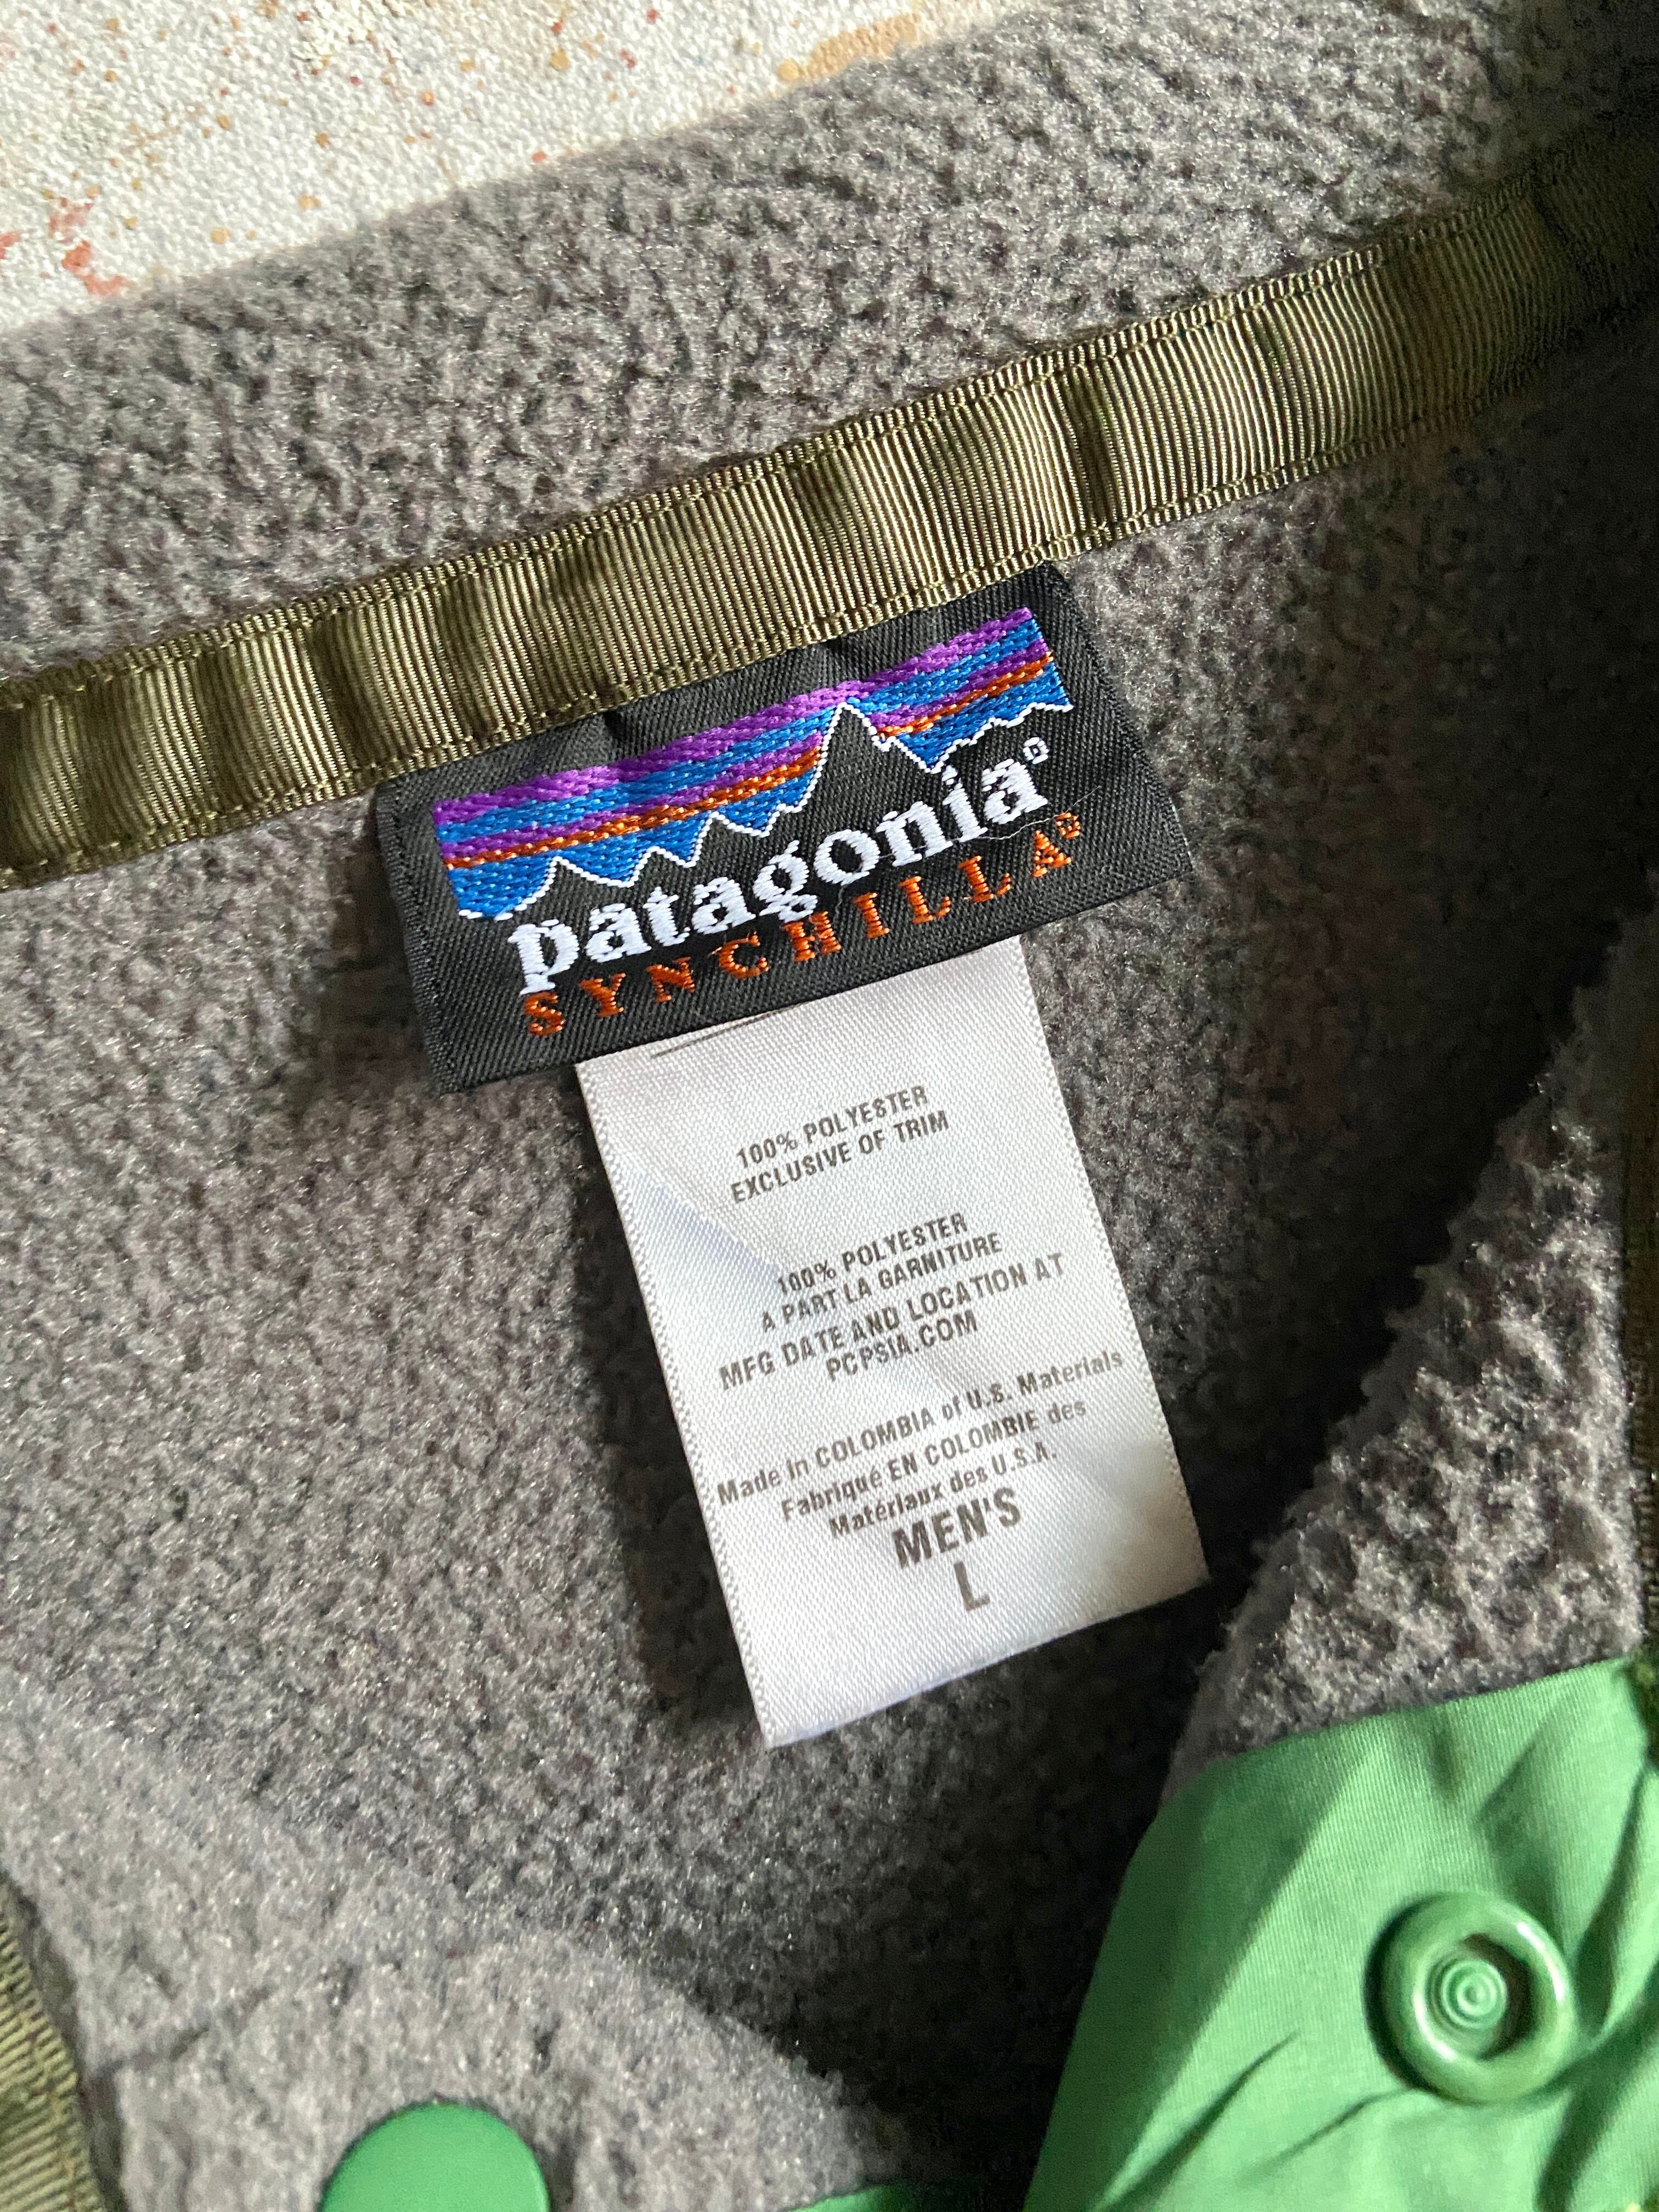 patagonia®
SYNCHILLA®
100% POLYESTER
EXCLUSIVE OF TRIM
100% POLYESTER
A PART LA GARNITURE
MFG DATE AND LOCATION AT
PCPSIA.COM
Made in COLOMBIA of U.S. Materials
Fabriqué EN COLOMBIE des
Matériaux des U.S.A.
MEN'S
L